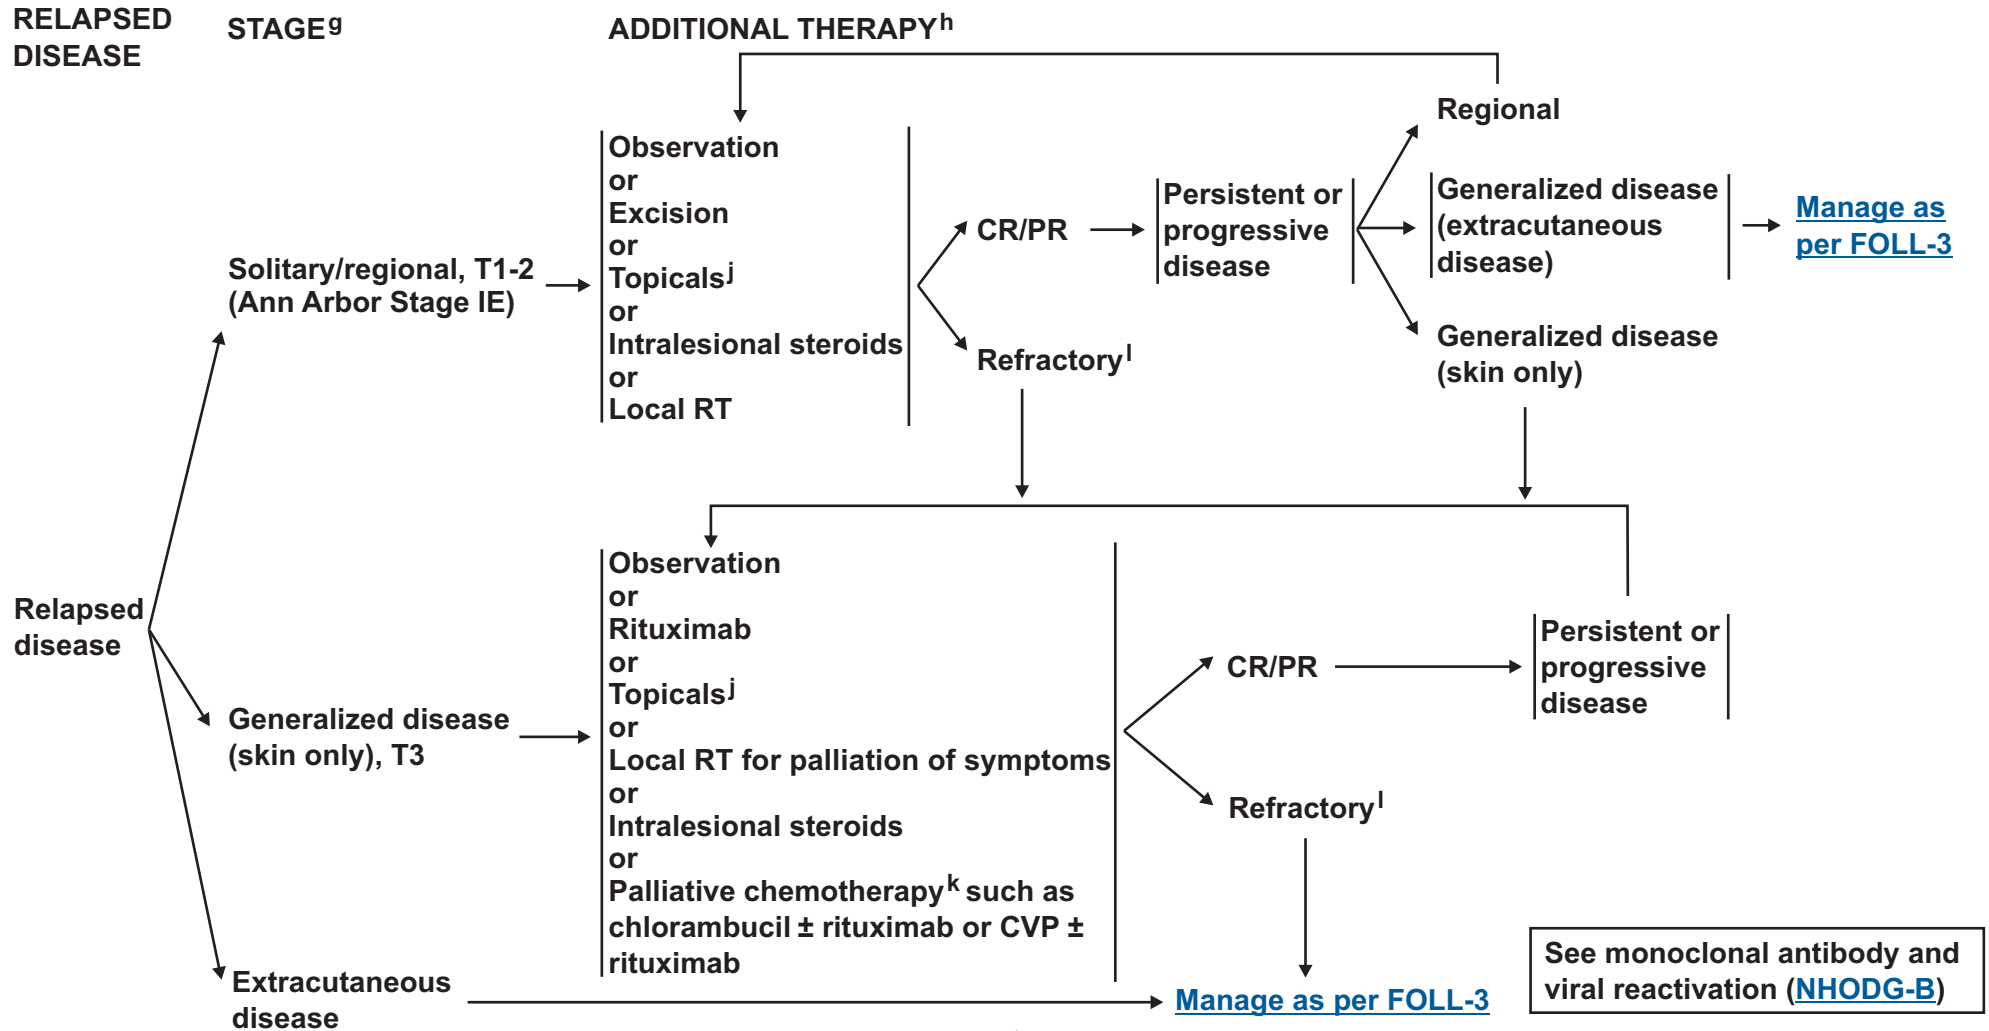 RELAPSED
DISEASE
STAGEᵍ
ADDITIONAL THERAPYʰ
Relapsed
disease
Solitary/regional, T1-2
(Ann Arbor Stage IE)
Observation
or
Excision
or
Topicalsʲ
or
Intralesional steroids
or
Local RT
CR/PR
Refractoryˡ
Persistent or
progressive
disease
Regional
Generalized disease
(extracutaneous
disease)
Manage as
per FOLL-3
Generalized disease
(skin only)
Generalized disease
(skin only), T3
Observation
or
Rituximab
or
Topicalsʲ
or
Local RT for palliation of symptoms
or
Intralesional steroids
or
Palliative chemotherapyᵏ such as
chlorambucil ± rituximab or CVP ±
rituximab
CR/PR
Persistent or
progressive
disease
Refractoryˡ
Extracutaneous
disease
Manage as per FOLL-3
See monoclonal antibody and
viral reactivation (NHODG-B)